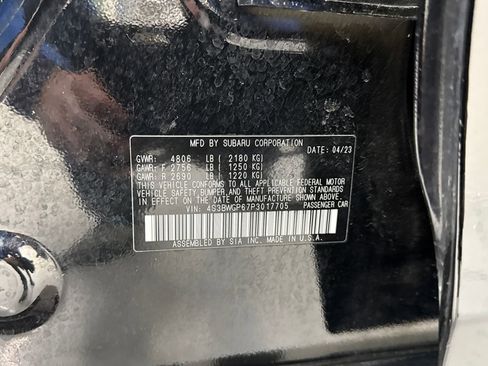 MFD BY SUBARU CORPORATION DATE: 04/23
GVWR: 4806 LB ( 2180 KG)
GAWR: F 2756 LB ( 1250 KG)
GAWR: R 2690 LB ( 1220 KG)
THIS VEHICLE CONFORMS TO ALL APPLICABLE FEDERAL MOTOR
VEHICLE SAFETY, BUMPER, AND THEFT PREVENTION STANDARDS
IN EFFECT ON THE DATE OF MANUFACTURE SHOWN ABOVE.
VIN: 4S3BWGP67P3017705 PASSENGER CAR
ASSEMBLED BY SIA INC. MADE IN U.S.A.